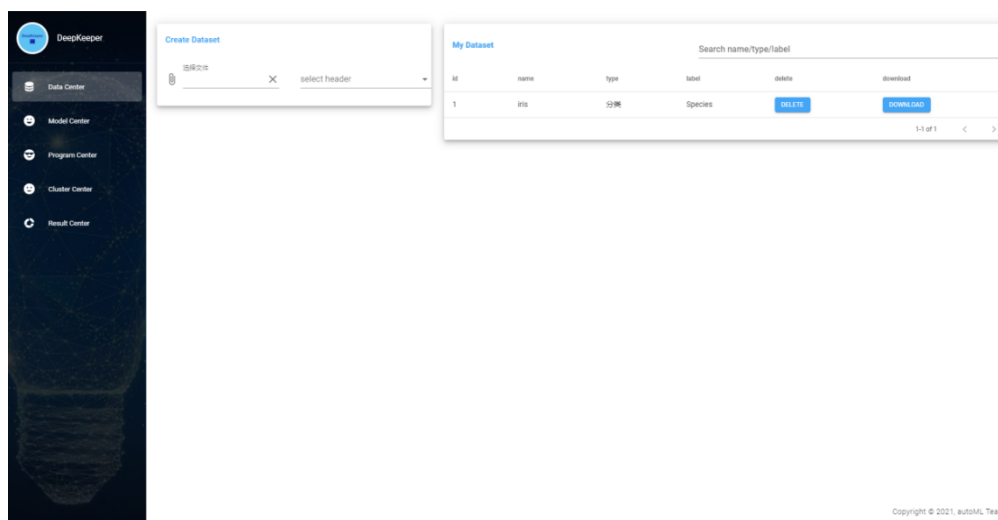 DeepKeeper
Data Center
Model Center
Program Center
Cluster Center
Result Center
Create Dataset
选择文件
select header
My Dataset
Search name/type/label
id name type label delete download
1 iris 分类 Species DELETE DOWNLOAD
1-1 of 1
Copyright © 2021, autoML Tea